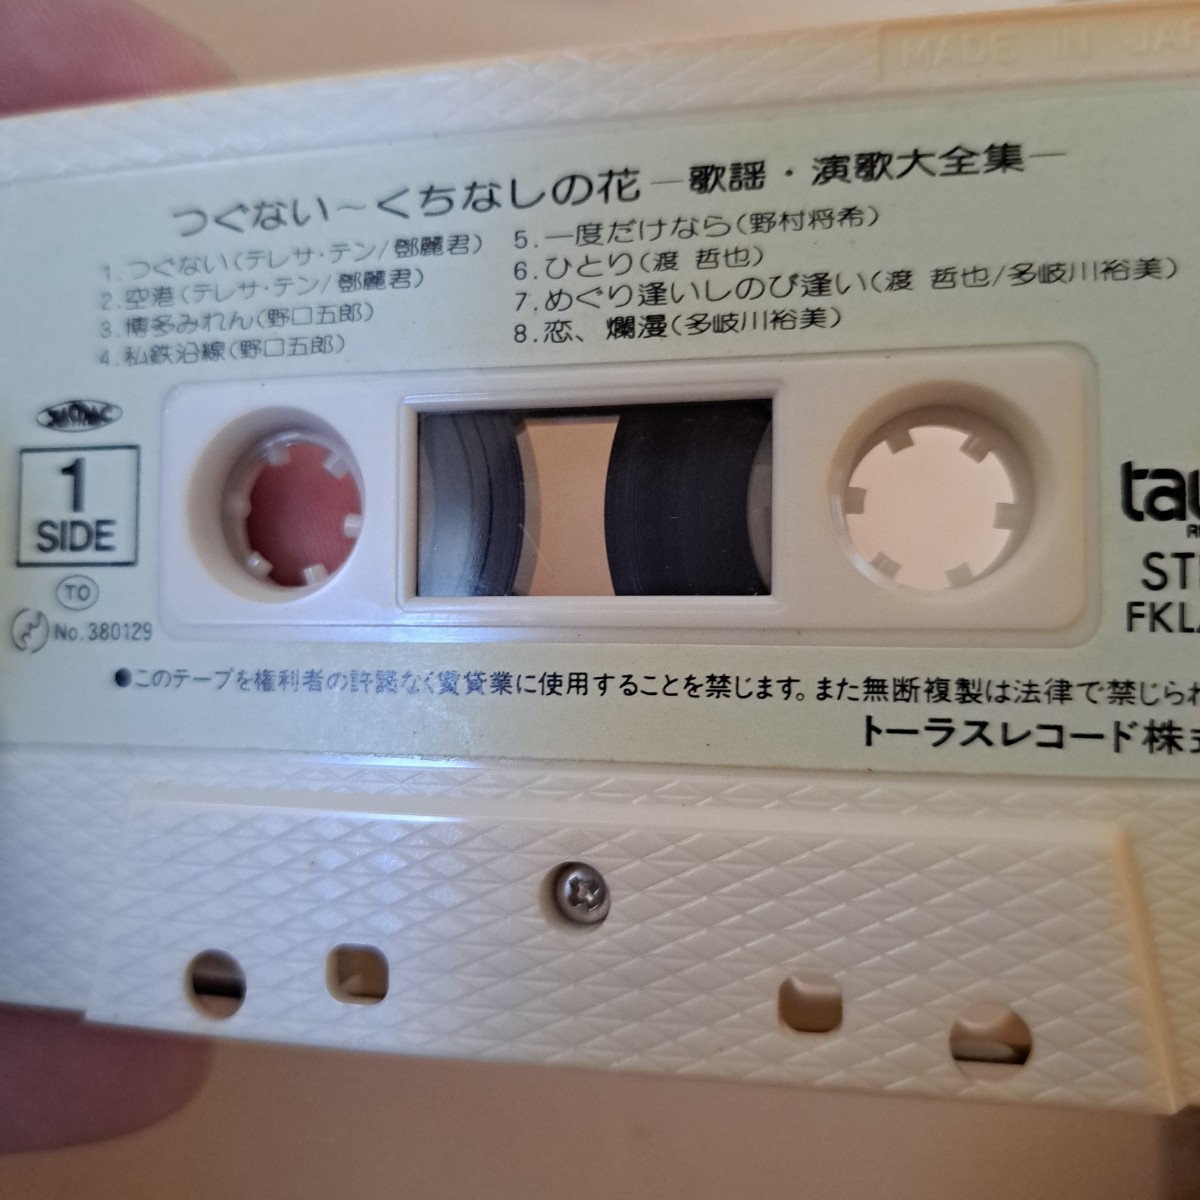 MADE IN JAP
つぐない～くちなしの花 ―歌謡・演歌大全集―
1.つぐない(テレサ・テン/鄧麗君)
2.空港(テレサ・テン/鄧麗君)
3.博多みれん(野口五郎)
4.私鉄沿線(野口五郎)
5.一度だけなら(野村将希)
6.ひとり(渡 哲也)
7.めぐり逢いしのび逢い(渡 哲也/多岐川裕美)
8.恋、爛漫(多岐川裕美)
1
SIDE
TO
No.380129
tau
ST
FKL
●このテープを権利者の許諾なく賃貸業に使用することを禁じます。また無断複製は法律で禁じられ
トーラスレコード株式